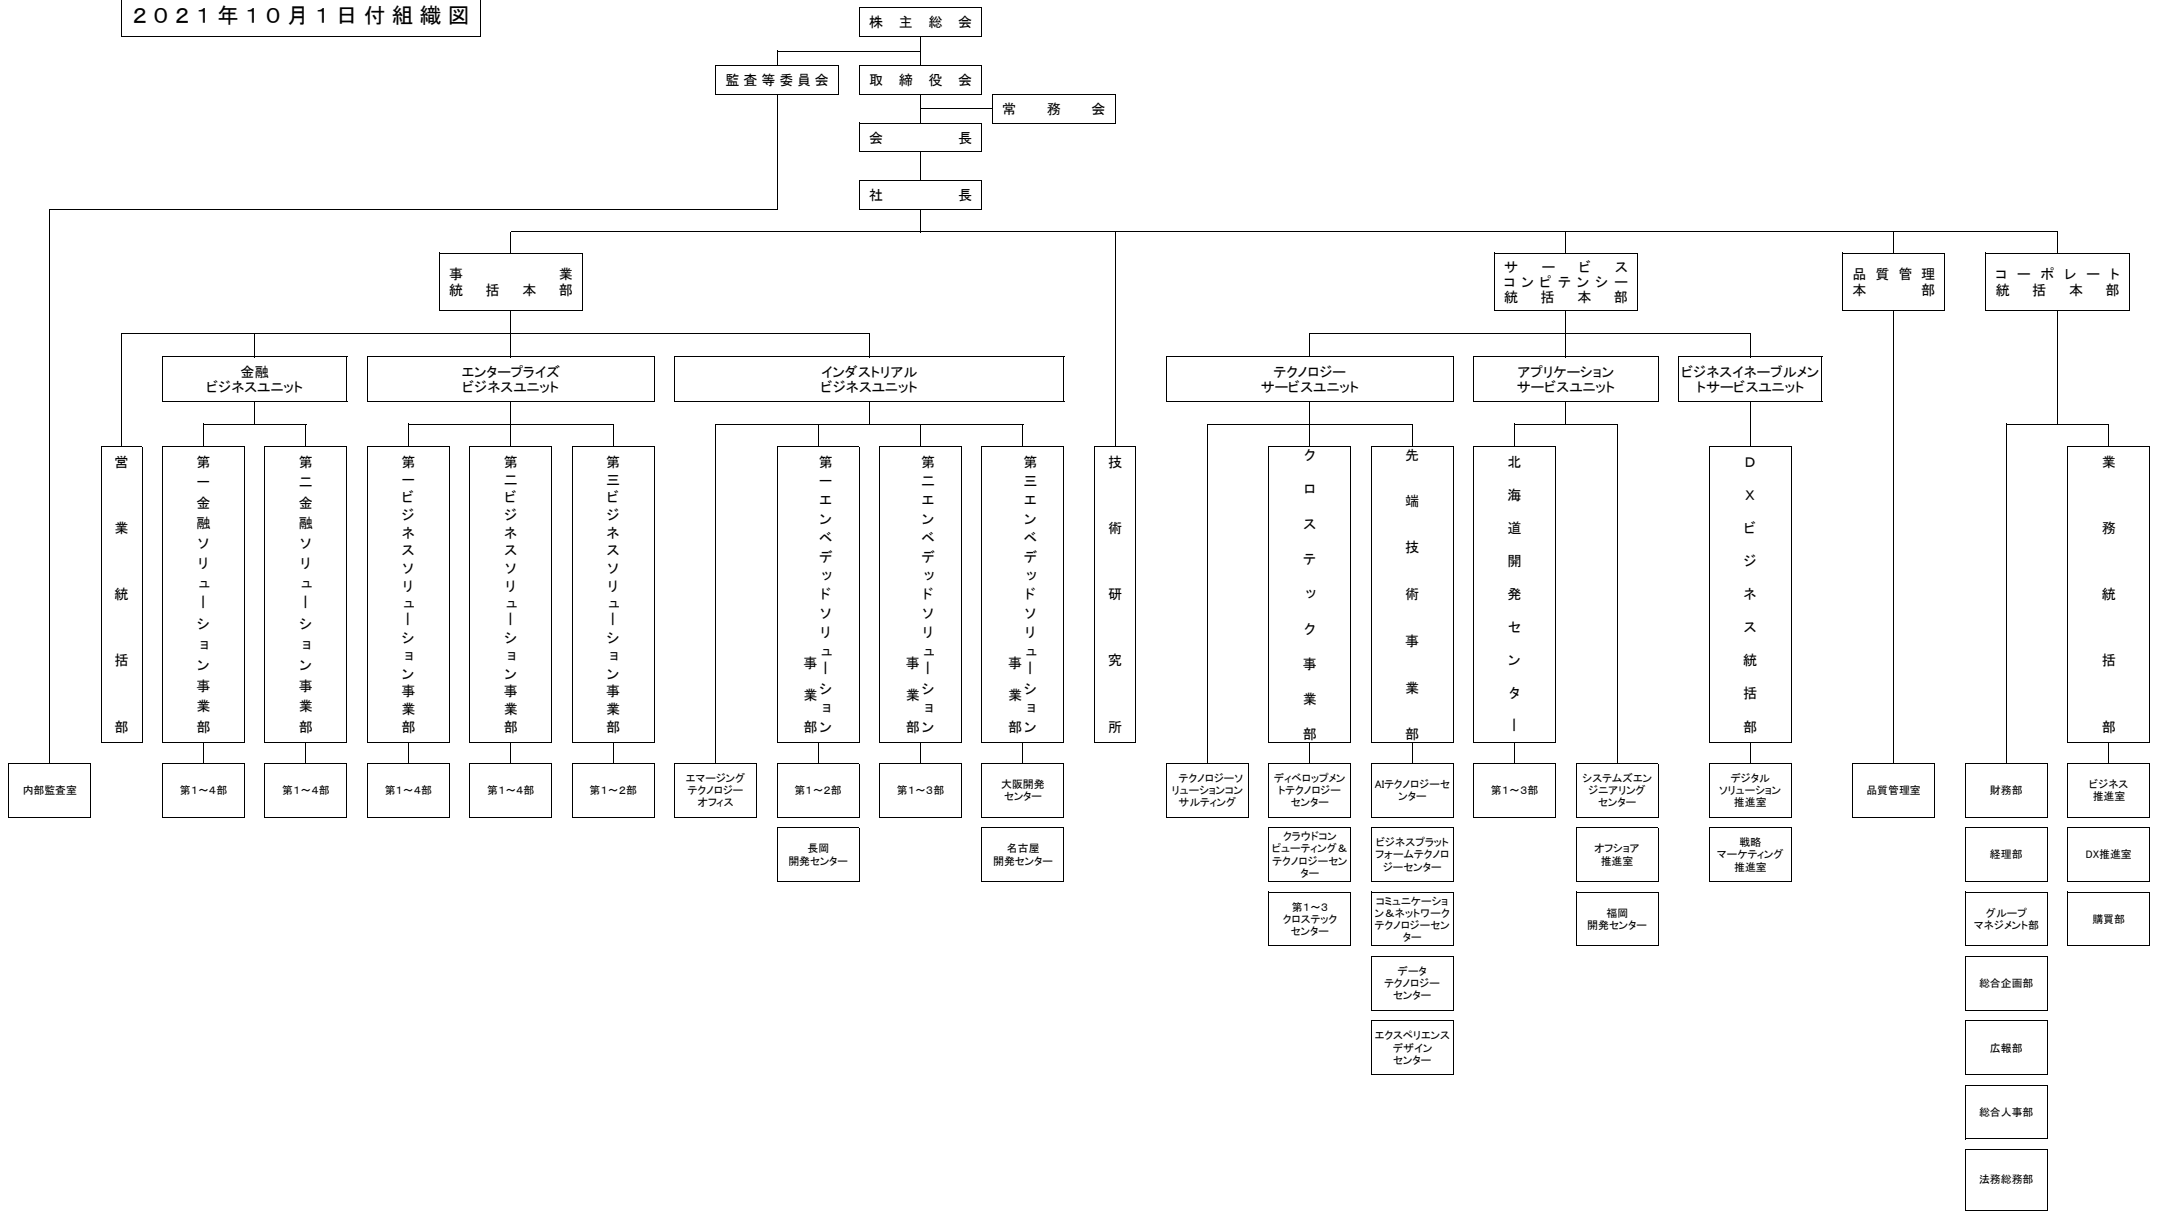 2021年10月1日付組織図
株主総会
監査等委員会
取締役会
常務会
会長
社長
事業
統括本部
サービス
コンピテンシー
統括本部
品質管理
本部
コーポレート
統括本部
金融
ビジネスユニット
エンタープライズ
ビジネスユニット
インダストリアル
ビジネスユニット
テクノロジー
サービスユニット
アプリケーション
サービスユニット
ビジネスイネーブルメン
トサービスユニット
営業統括部
第一金融ソリューション事業部
第二金融ソリューション事業部
第一ビジネスソリューション事業部
第二ビジネスソリューション事業部
第三ビジネスソリューション事業部
第一エンベデッドソリューション
事業部
第二エンベデッドソリューション
事業部
第三エンベデッドソリューション
事業部
技術研究所
クロステック事業部
先端技術事業部
北海道開発センター
DXビジネス統括部
業務統括部
内部監査室
第1～4部
第1～4部
第1～4部
第1～4部
第1～2部
エマージング
テクノロジー
オフィス
第1～2部
第1～3部
大阪開発
センター
テクノロジーソ
リューションコン
サルティング
ディベロップメン
トテクノロジー
センター
AIテクノロジーセ
ンター
第1～3部
システムズエン
ジニアリング
センター
デジタル
ソリューション
推進室
品質管理室
財務部
ビジネス
推進室
長岡
開発センター
名古屋
開発センター
クラウドコン
ピューティング＆
テクノロジーセン
ター
ビジネスプラット
フォームテクノロ
ジーセンター
オフショア
推進室
戦略
マーケティング
推進室
経理部
DX推進室
第1～3
クロステック
センター
コミュニケーショ
ン＆ネットワーク
テクノロジーセン
ター
福岡
開発センター
グループ
マネジメント部
購買部
データ
テクノロジー
センター
総合企画部
エクスペリエンス
デザイン
センター
広報部
総合人事部
法務総務部